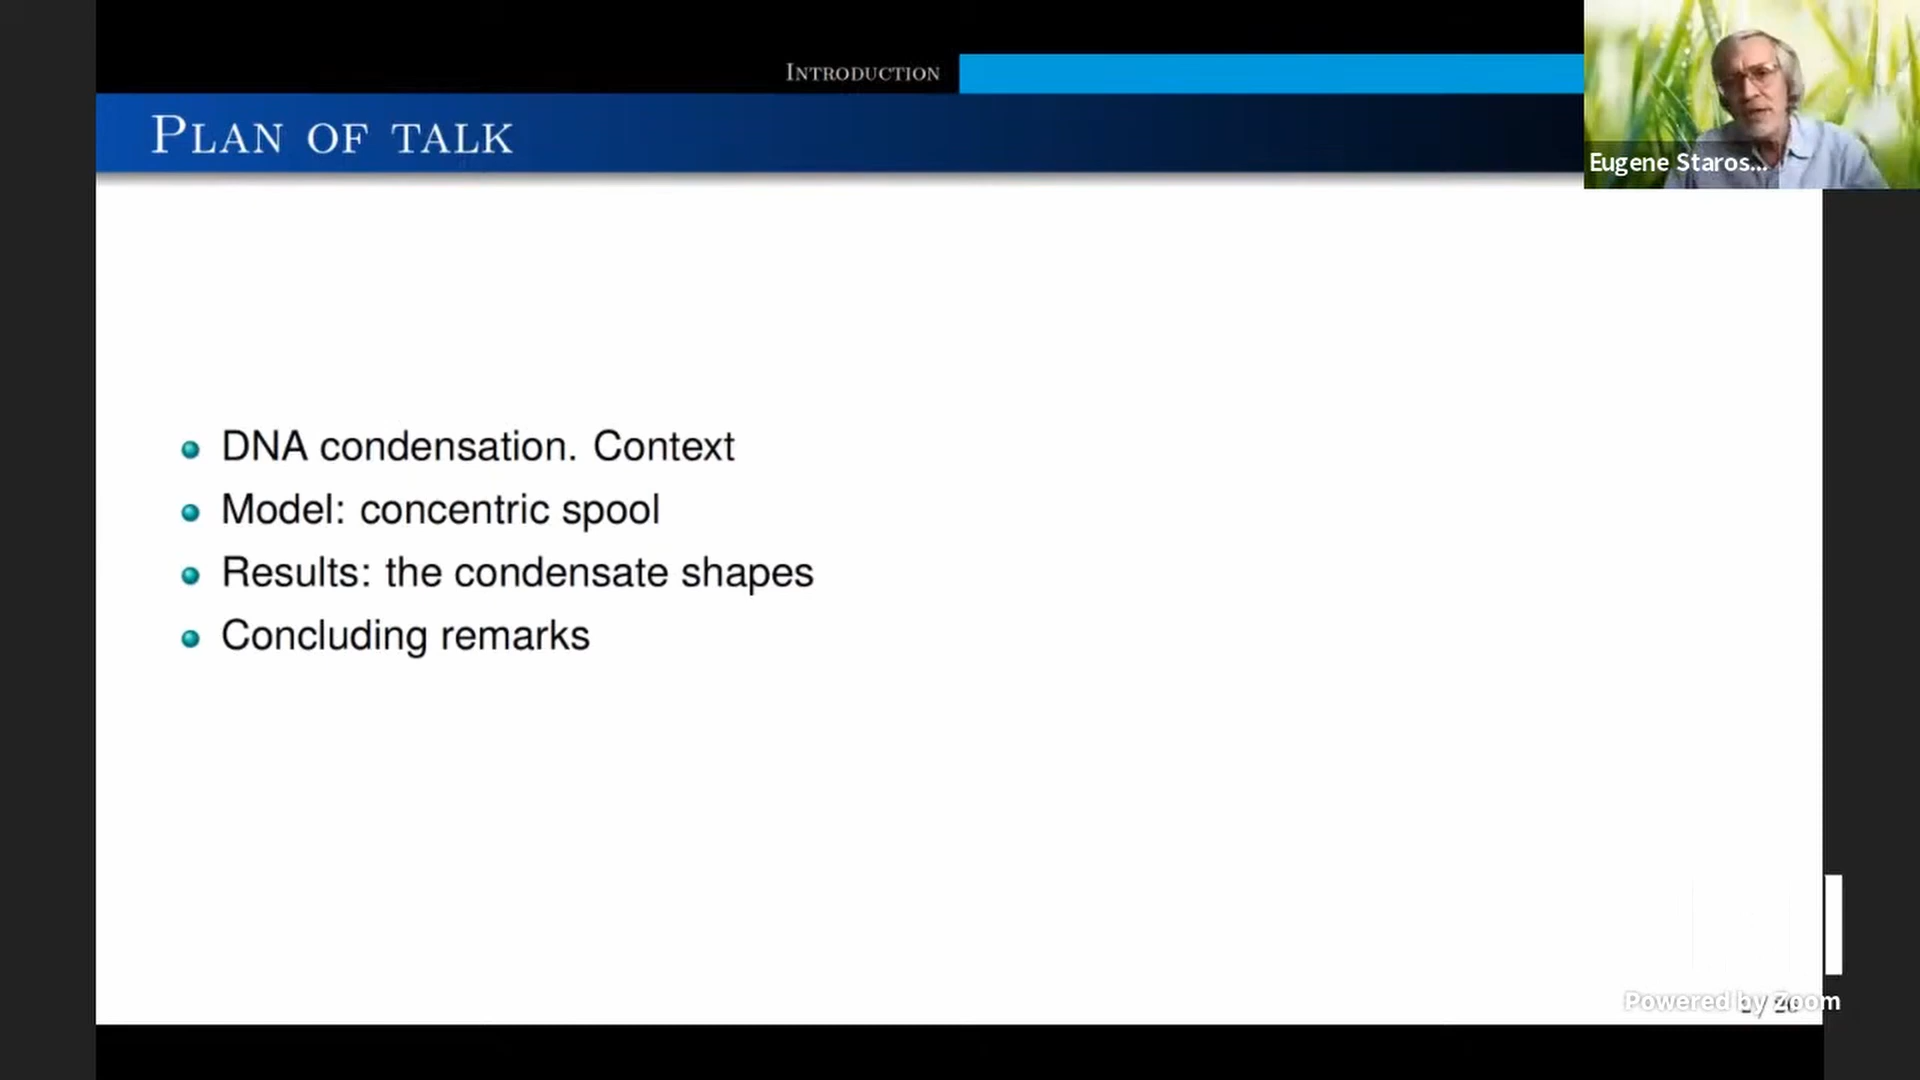 INTRODUCTION
PLAN OF TALK
Eugene Staros...
DNA condensation. Context
Model: concentric spool
Results: the condensate shapes
Concluding remarks
Powered by Zoom